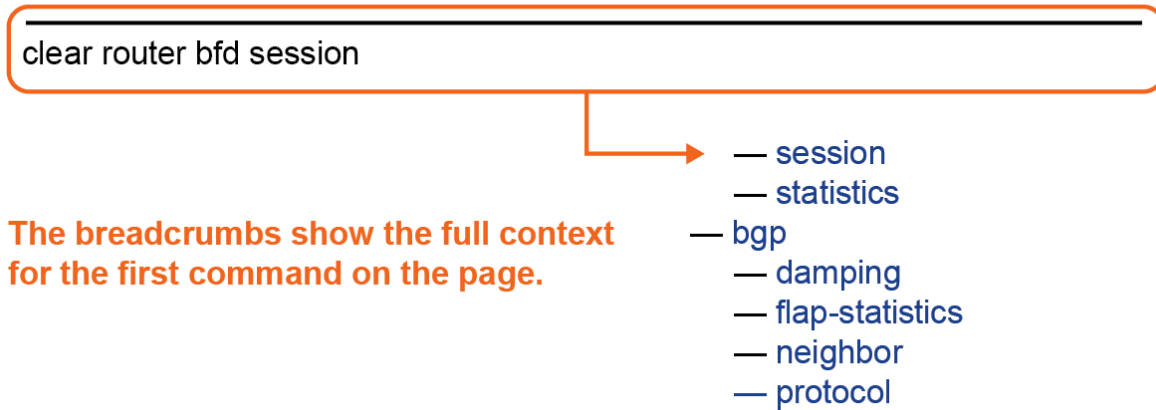 clear router bfd session
— session
— statistics
The breadcrumbs show the full context
for the first command on the page.
— bgp
— damping
— flap-statistics
— neighbor
— protocol